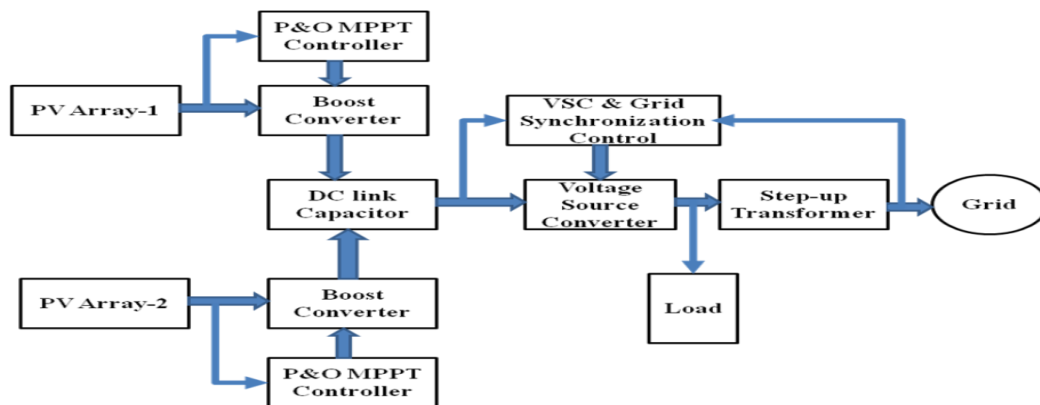 P&O MPPT
Controller
PV Array-1
Boost
Converter
VSC & Grid
Synchronization
Control
DC link
Capacitor
Voltage
Source
Converter
Step-up
Transformer
Grid
PV Array-2
Boost
Converter
Load
P&O MPPT
Controller